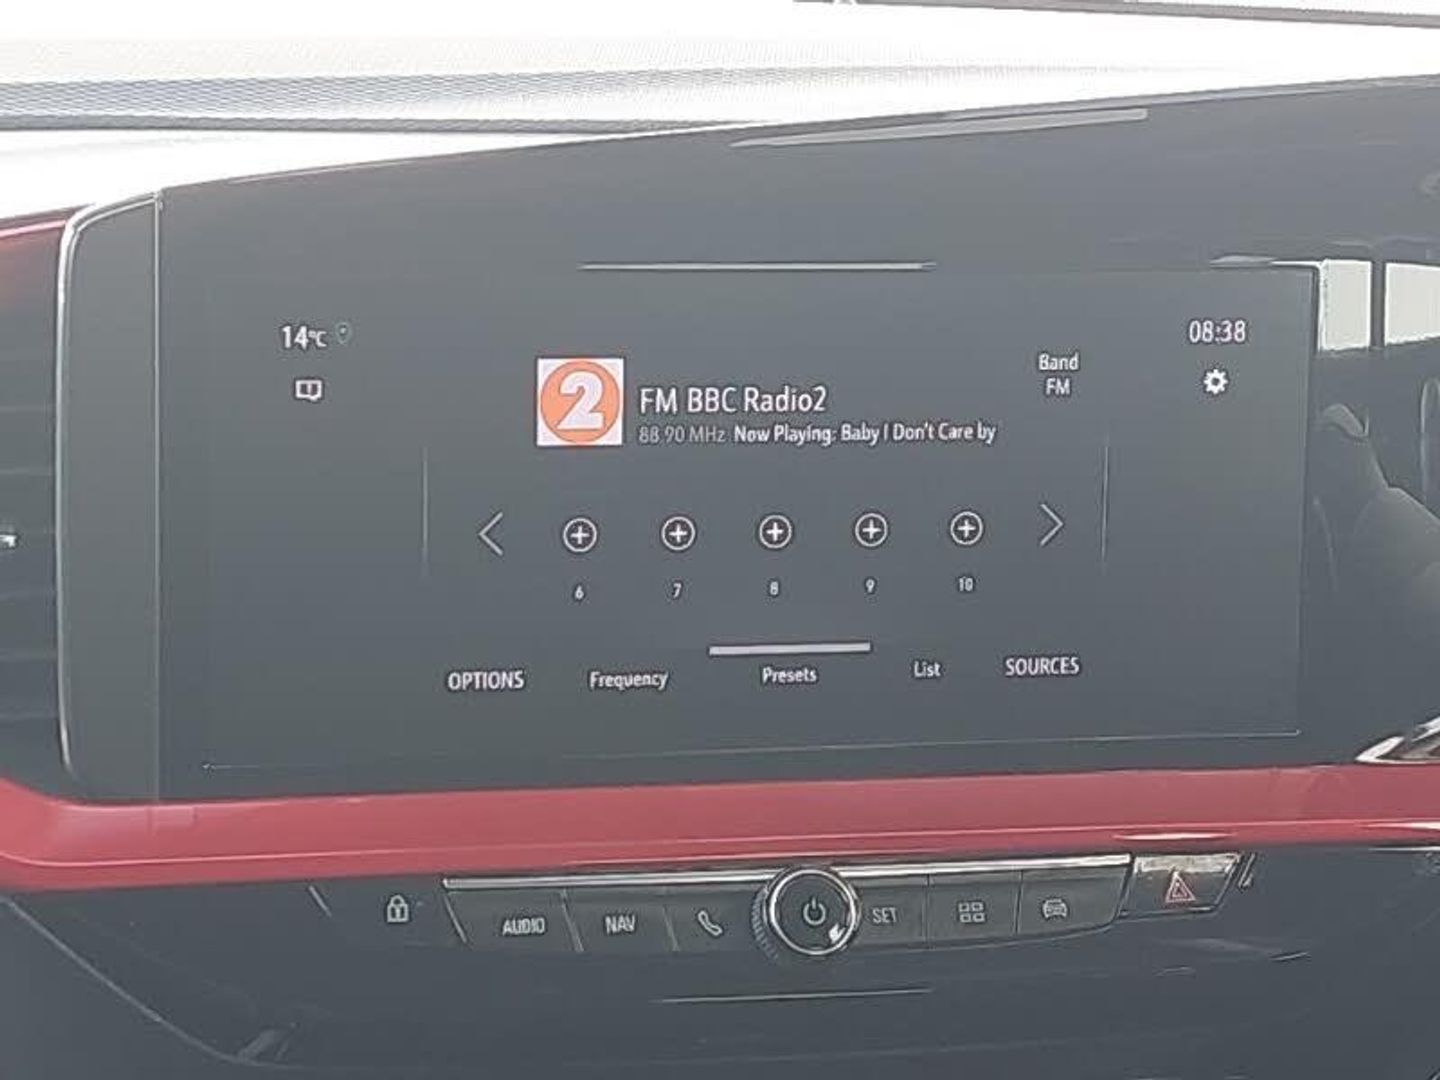 14°C
08:38
Band
FM
2
FM BBC Radio2
88.90 MHz Now Playing: Baby I Don't Care by
6 7 8 9 10
OPTIONS Frequency Presets List SOURCES
AUDIO NAV SET